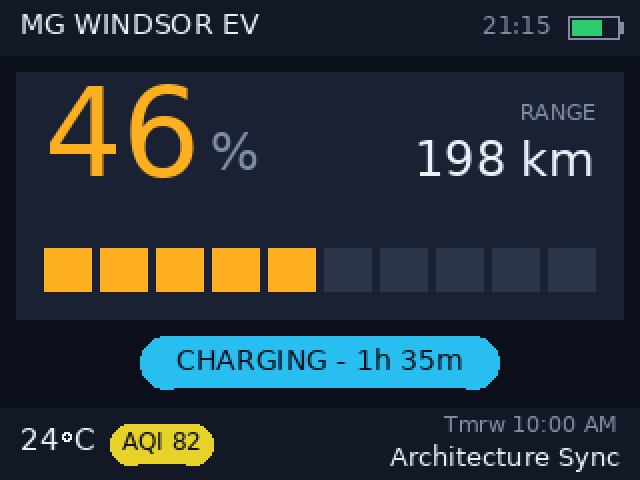 MG WINDSOR EV
21:15
46 %
RANGE
198 km
CHARGING - 1h 35m
24°C
AQI 82
Tmrw 10:00 AM
Architecture Sync